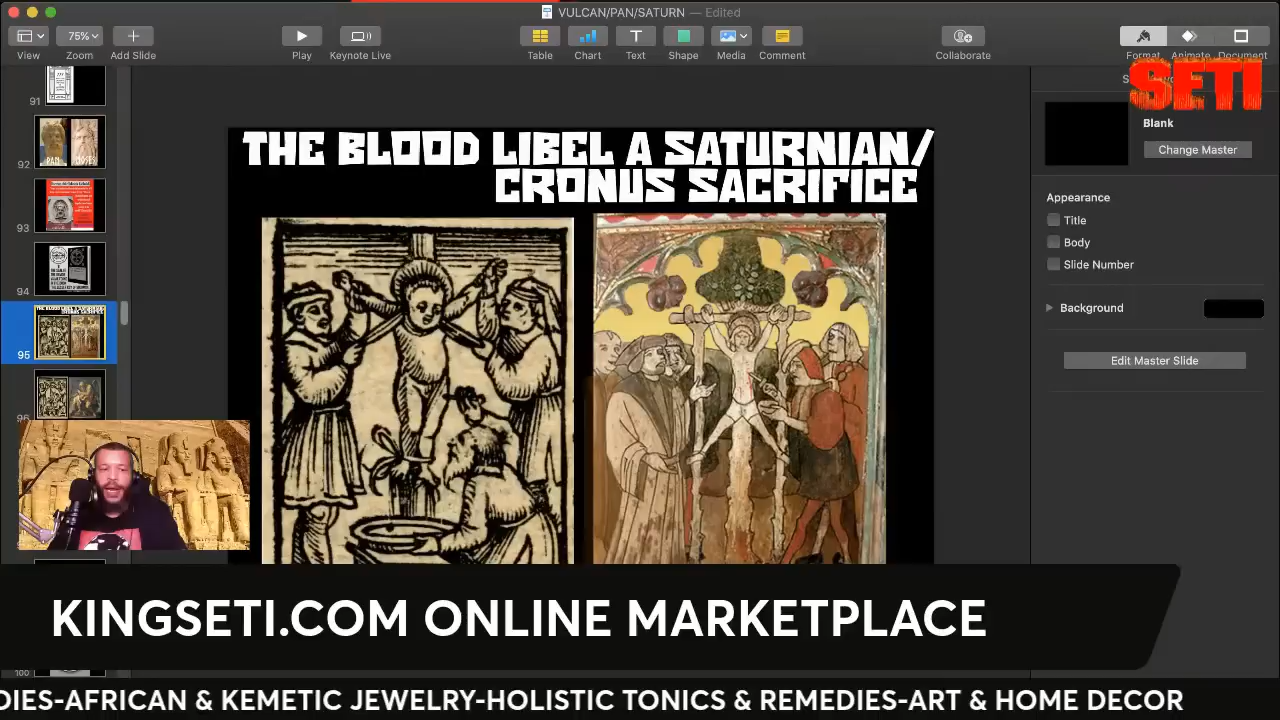 VULCAN/PAN/SATURN — Edited
75%
View
Zoom
Add Slide
Play
Keynote Live
Table
Chart
Text
Shape
Media
Comment
Collaborate
Format
Animate
Document
SETI
91
92
93
94
95
96
100
PAN
THE BLOOD LIBEL A SATURNIAN/
CRONUS SACRIFICE
Blank
Change Master
Appearance
Title
Body
Slide Number
Background
Edit Master Slide
KINGSETI.COM ONLINE MARKETPLACE
DIES-AFRICAN & KEMETIC JEWELRY-HOLISTIC TONICS & REMEDIES-ART & HOME DECOR